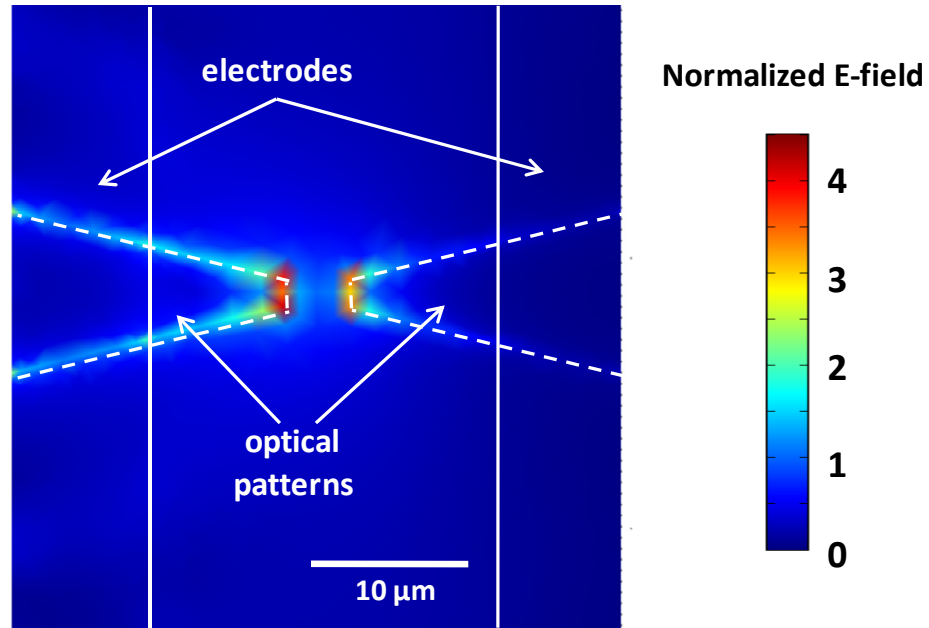 electrodes
Normalized E-field
4
3
2
1
0
optical
patterns
10 µm